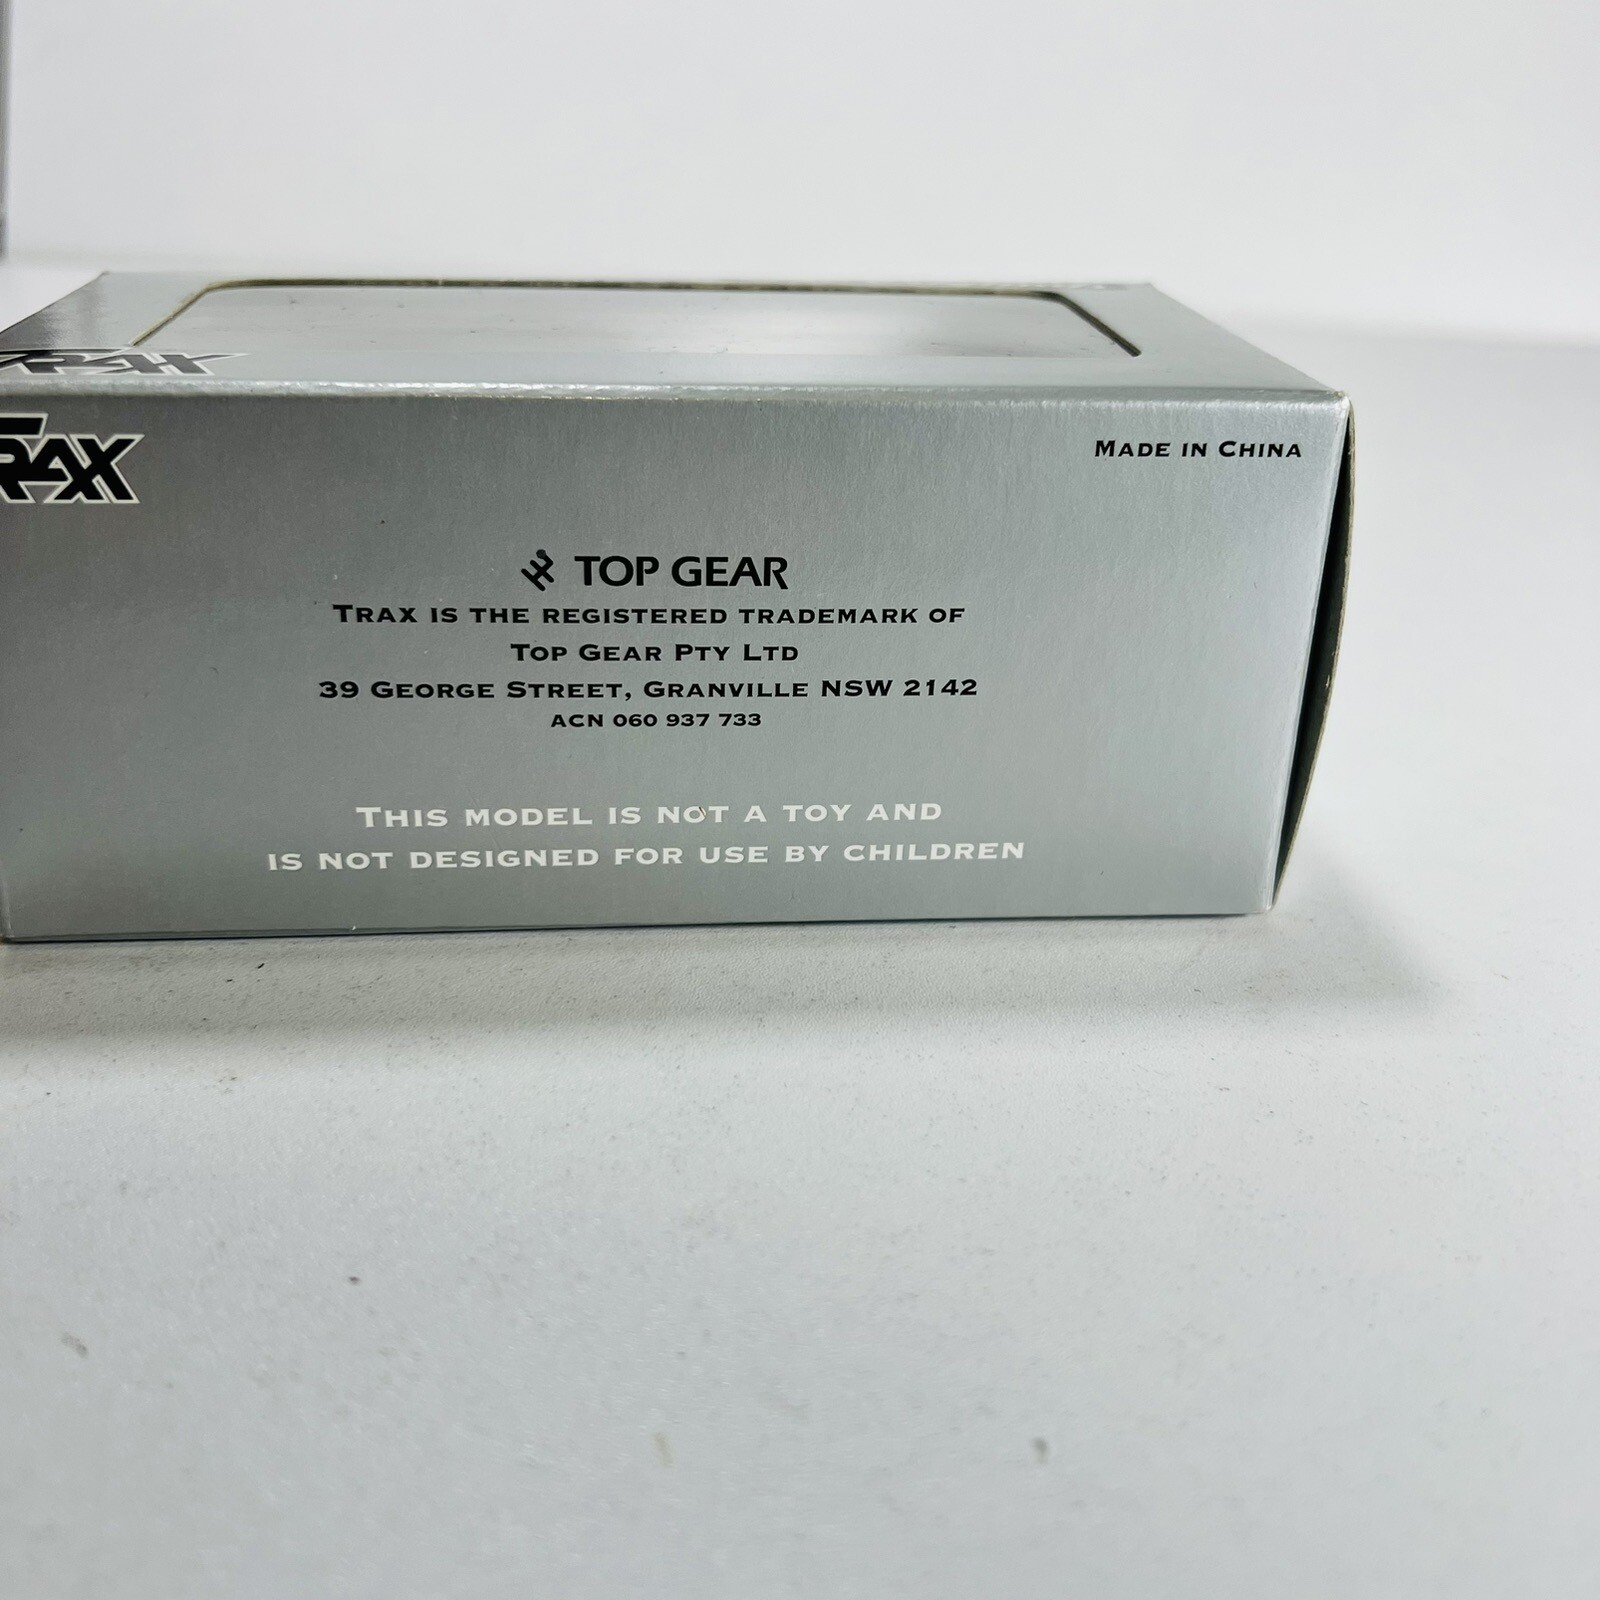 TRAX
TRAX
MADE IN CHINA
TOP GEAR
TRAX IS THE REGISTERED TRADEMARK OF
TOP GEAR PTY LTD
39 GEORGE STREET, GRANVILLE NSW 2142
ACN 060 937 733
THIS MODEL IS NOT A TOY AND
IS NOT DESIGNED FOR USE BY CHILDREN